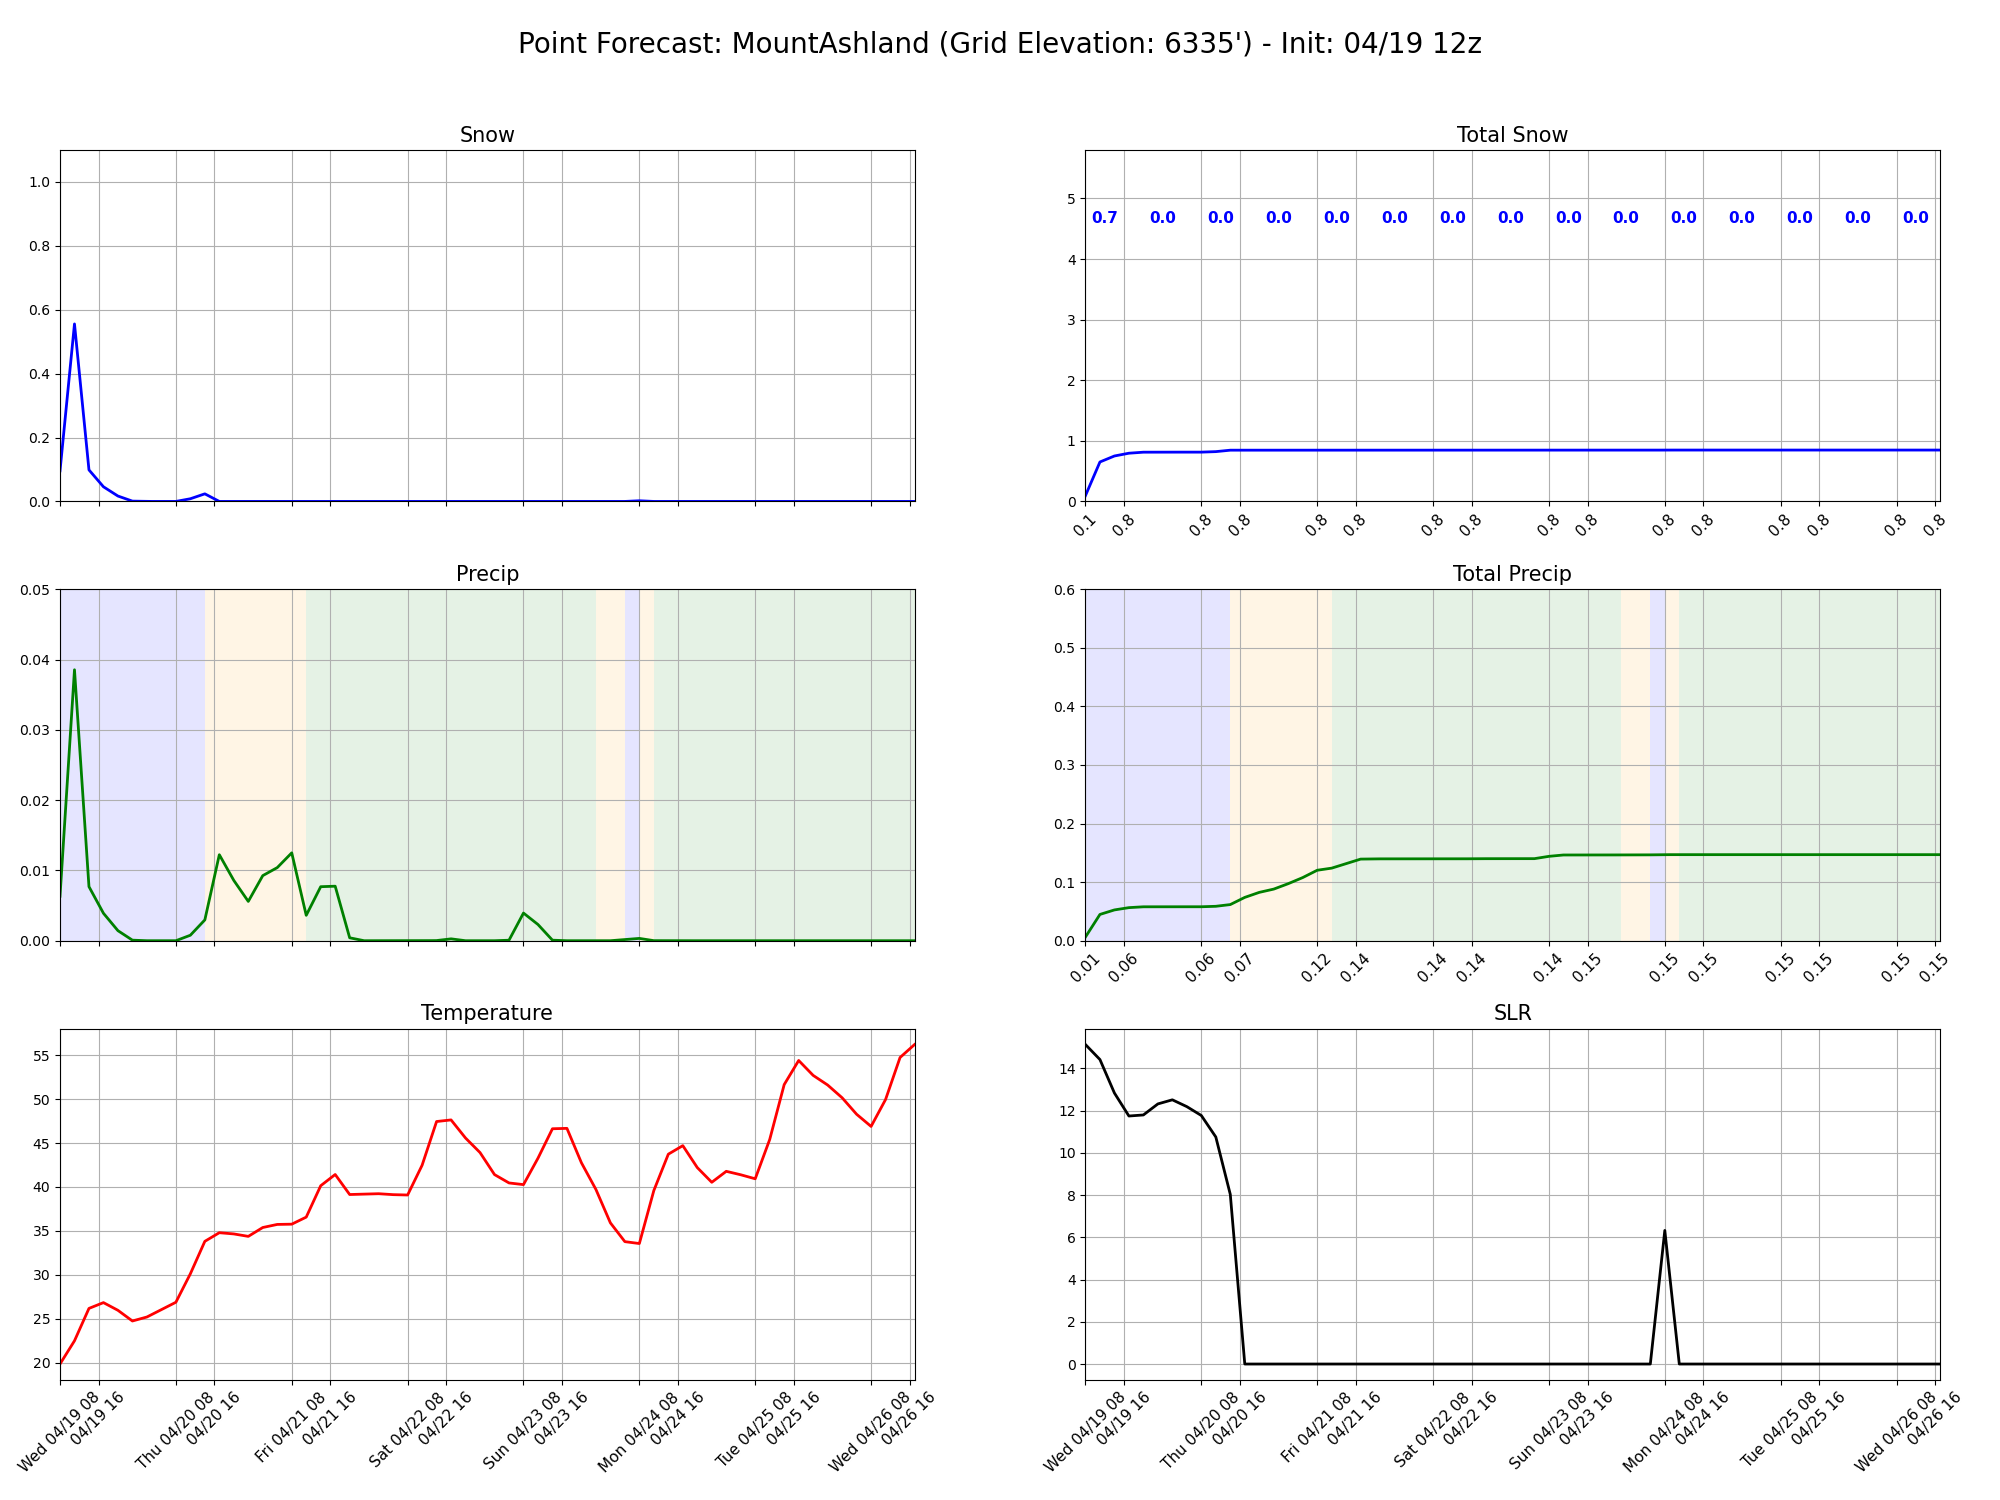 Point Forecast: MountAshland (Grid Elevation: 6335') - Init: 04/19 12z
Snow
1.0
0.8
0.6
0.4
0.2
0.0
Total Snow
5
4
3
2
1
0
0.7 0.0 0.0 0.0 0.0 0.0 0.0 0.0 0.0 0.0 0.0 0.0 0.0 0.0 0.0
0.1 0.8 0.8 0.8 0.8 0.8 0.8 0.8 0.8 0.8 0.8 0.8 0.8 0.8 0.8 0.8
Precip
0.05
0.04
0.03
0.02
0.01
0.00
Total Precip
0.6
0.5
0.4
0.3
0.2
0.1
0.0
0.01 0.06 0.06 0.07 0.12 0.14 0.14 0.14 0.14 0.15 0.15 0.15 0.15 0.15 0.15 0.15
Temperature
55
50
45
40
35
30
25
20
Wed 04/19 08
04/19 16
Thu 04/20 08
04/20 16
Fri 04/21 08
04/21 16
Sat 04/22 08
04/22 16
Sun 04/23 08
04/23 16
Mon 04/24 08
04/24 16
Tue 04/25 08
04/25 16
Wed 04/26 08
04/26 16
SLR
14
12
10
8
6
4
2
0
Wed 04/19 08
04/19 16
Thu 04/20 08
04/20 16
Fri 04/21 08
04/21 16
Sat 04/22 08
04/22 16
Sun 04/23 08
04/23 16
Mon 04/24 08
04/24 16
Tue 04/25 08
04/25 16
Wed 04/26 08
04/26 16